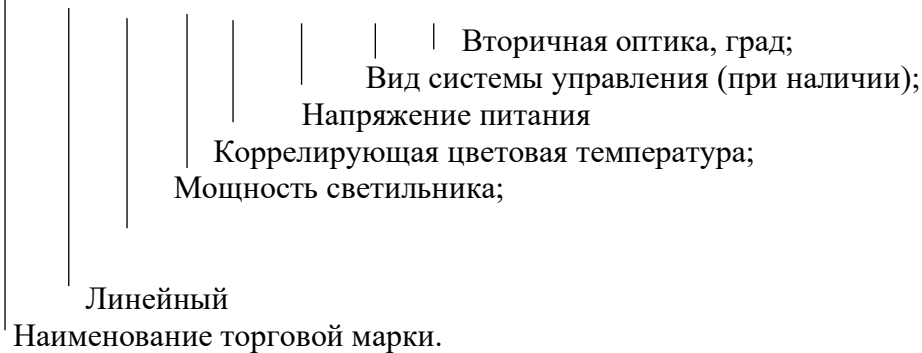 Вторичная оптика, град;
Вид системы управления (при наличии);
Напряжение питания
Коррелирующая цветовая температура;
Мощность светильника;
Линейный
Наименование торговой марки.